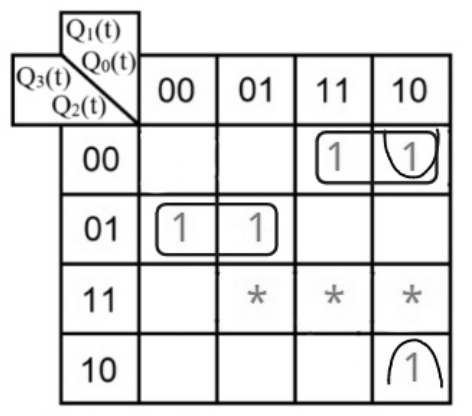 Q₁(t)
Q₀(t)
Q₃(t)
Q₂(t)
00 01 11 10
00 1 1
01 1 1
11 * * *
10 1